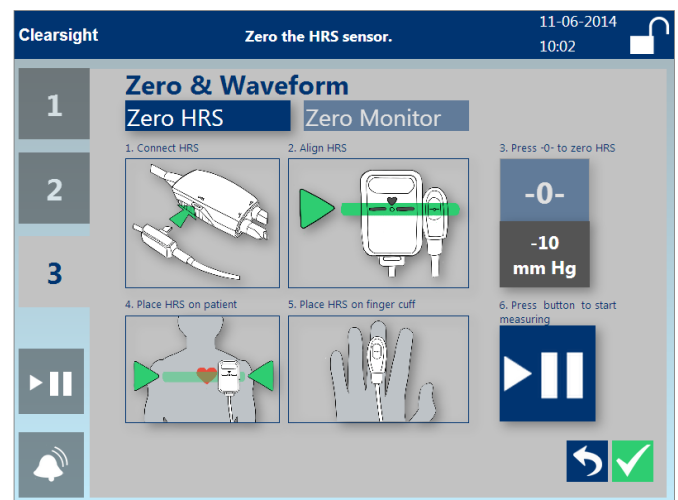 Clearsight
Zero the HRS sensor.
11-06-2014
10:02
1
2
3
Zero & Waveform
Zero HRS
Zero Monitor
1. Connect HRS
2. Align HRS
3. Press -0- to zero HRS
-0-
-10
mm Hg
4. Place HRS on patient
5. Place HRS on finger cuff
6. Press button to start
measuring